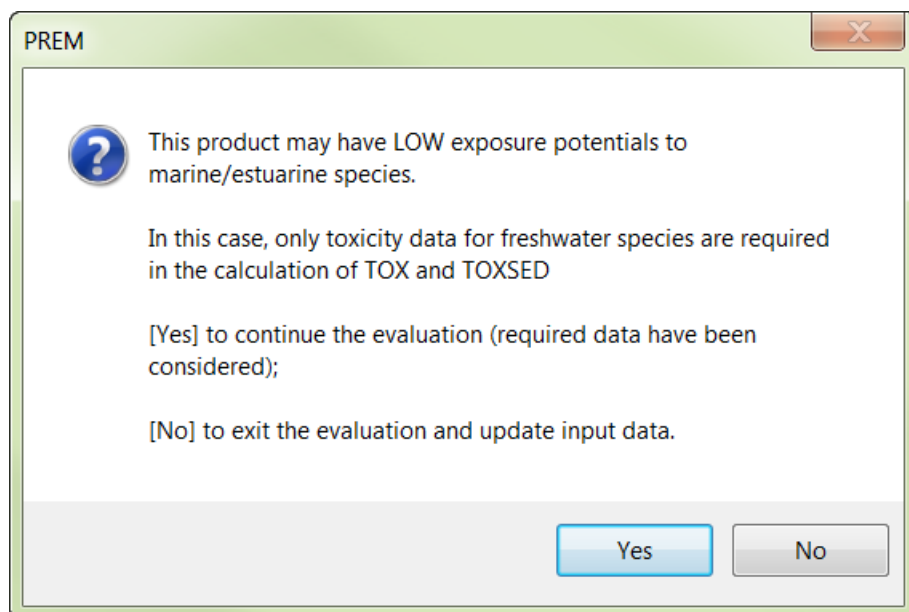 PREM
This product may have LOW exposure potentials to
marine/estuarine species.
In this case, only toxicity data for freshwater species are required
in the calculation of TOX and TOXSED
[Yes] to continue the evaluation (required data have been
considered);
[No] to exit the evaluation and update input data.
Yes
No